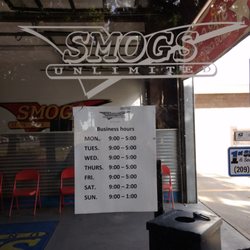 SMOGS
UNLIMITED
SMOGS
Business hours
MON, 9:00 – 5:00
TUES. 9:00 – 5:00
WED. 9:00 – 5:00
THURS. 9:00 – 5:00
FRI. 9:00 – 5:00
SAT. 9:00 – 2:00
SUN. 9:00 – 1:00
(209)